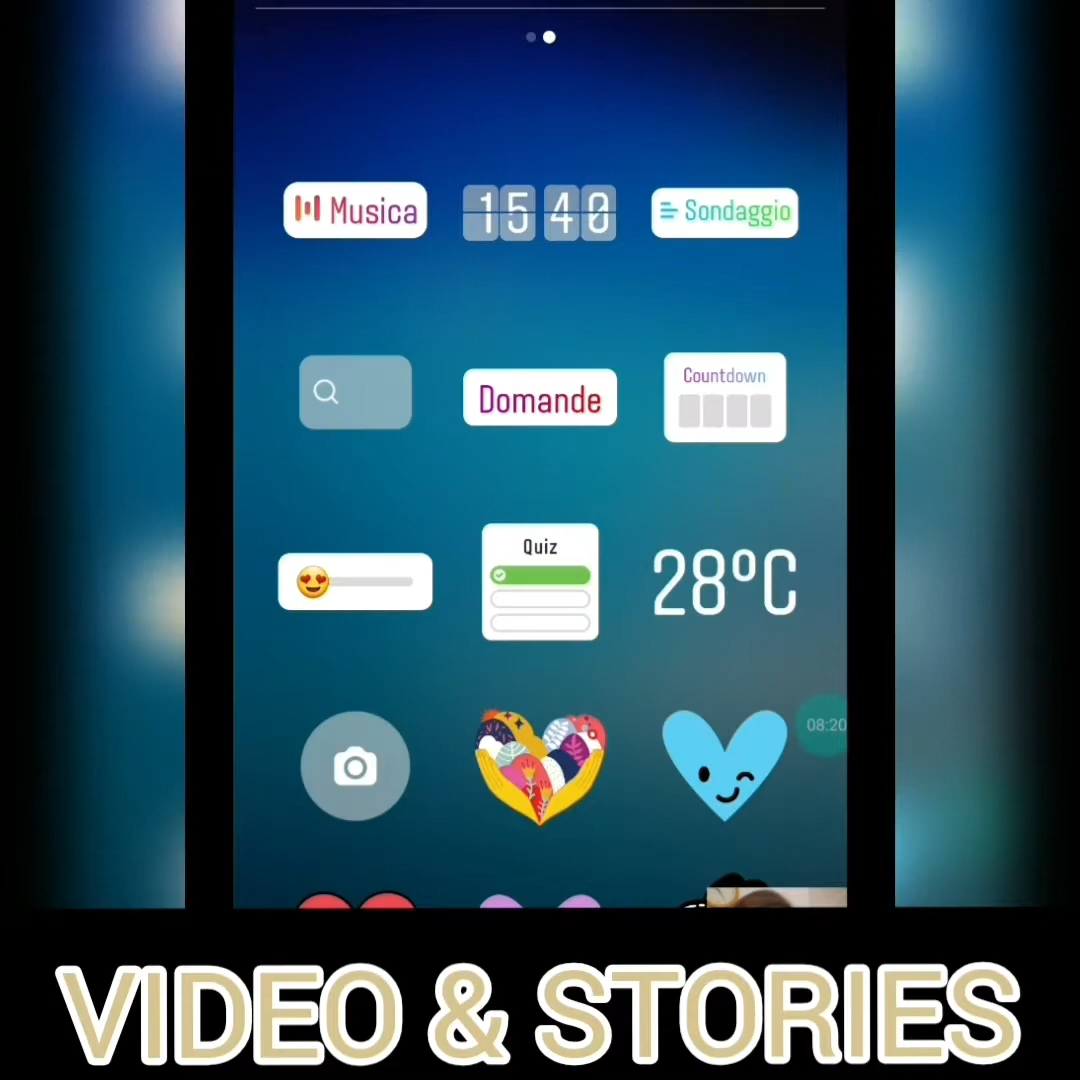 Musica
15 40
Sondaggio
Domande
Countdown
Quiz
28°C
08:20
VIDEO & STORIES